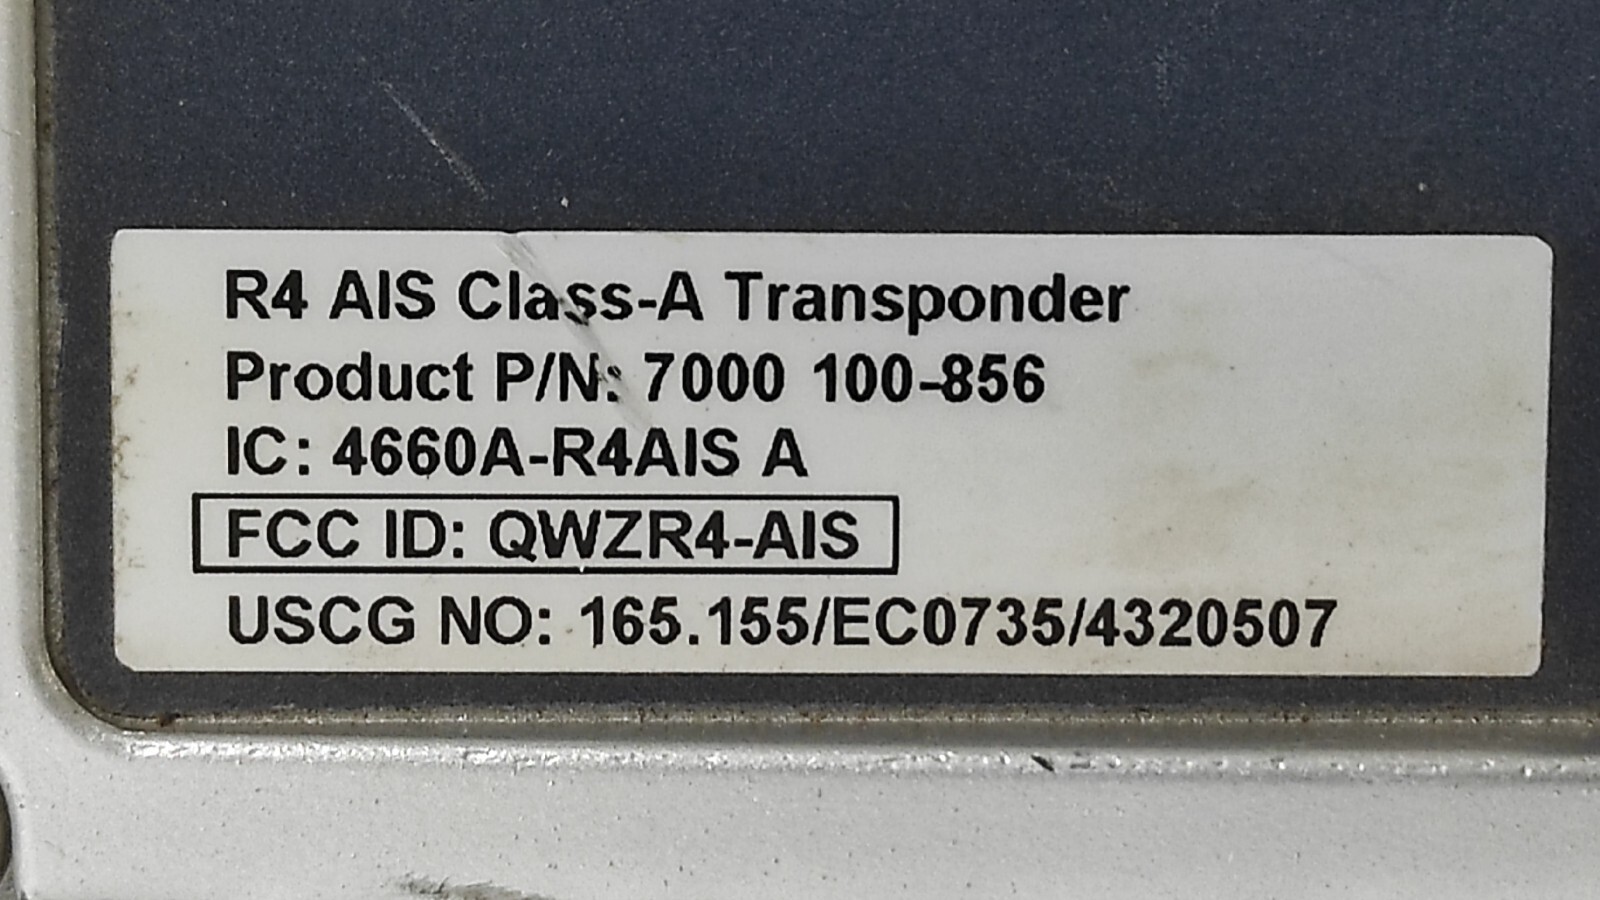 R4 AIS Class-A Transponder
Product P/N: 7000 100-856
IC: 4660A-R4AIS A
FCC ID: QWZR4-AIS
USCG NO: 165.155/EC0735/4320507